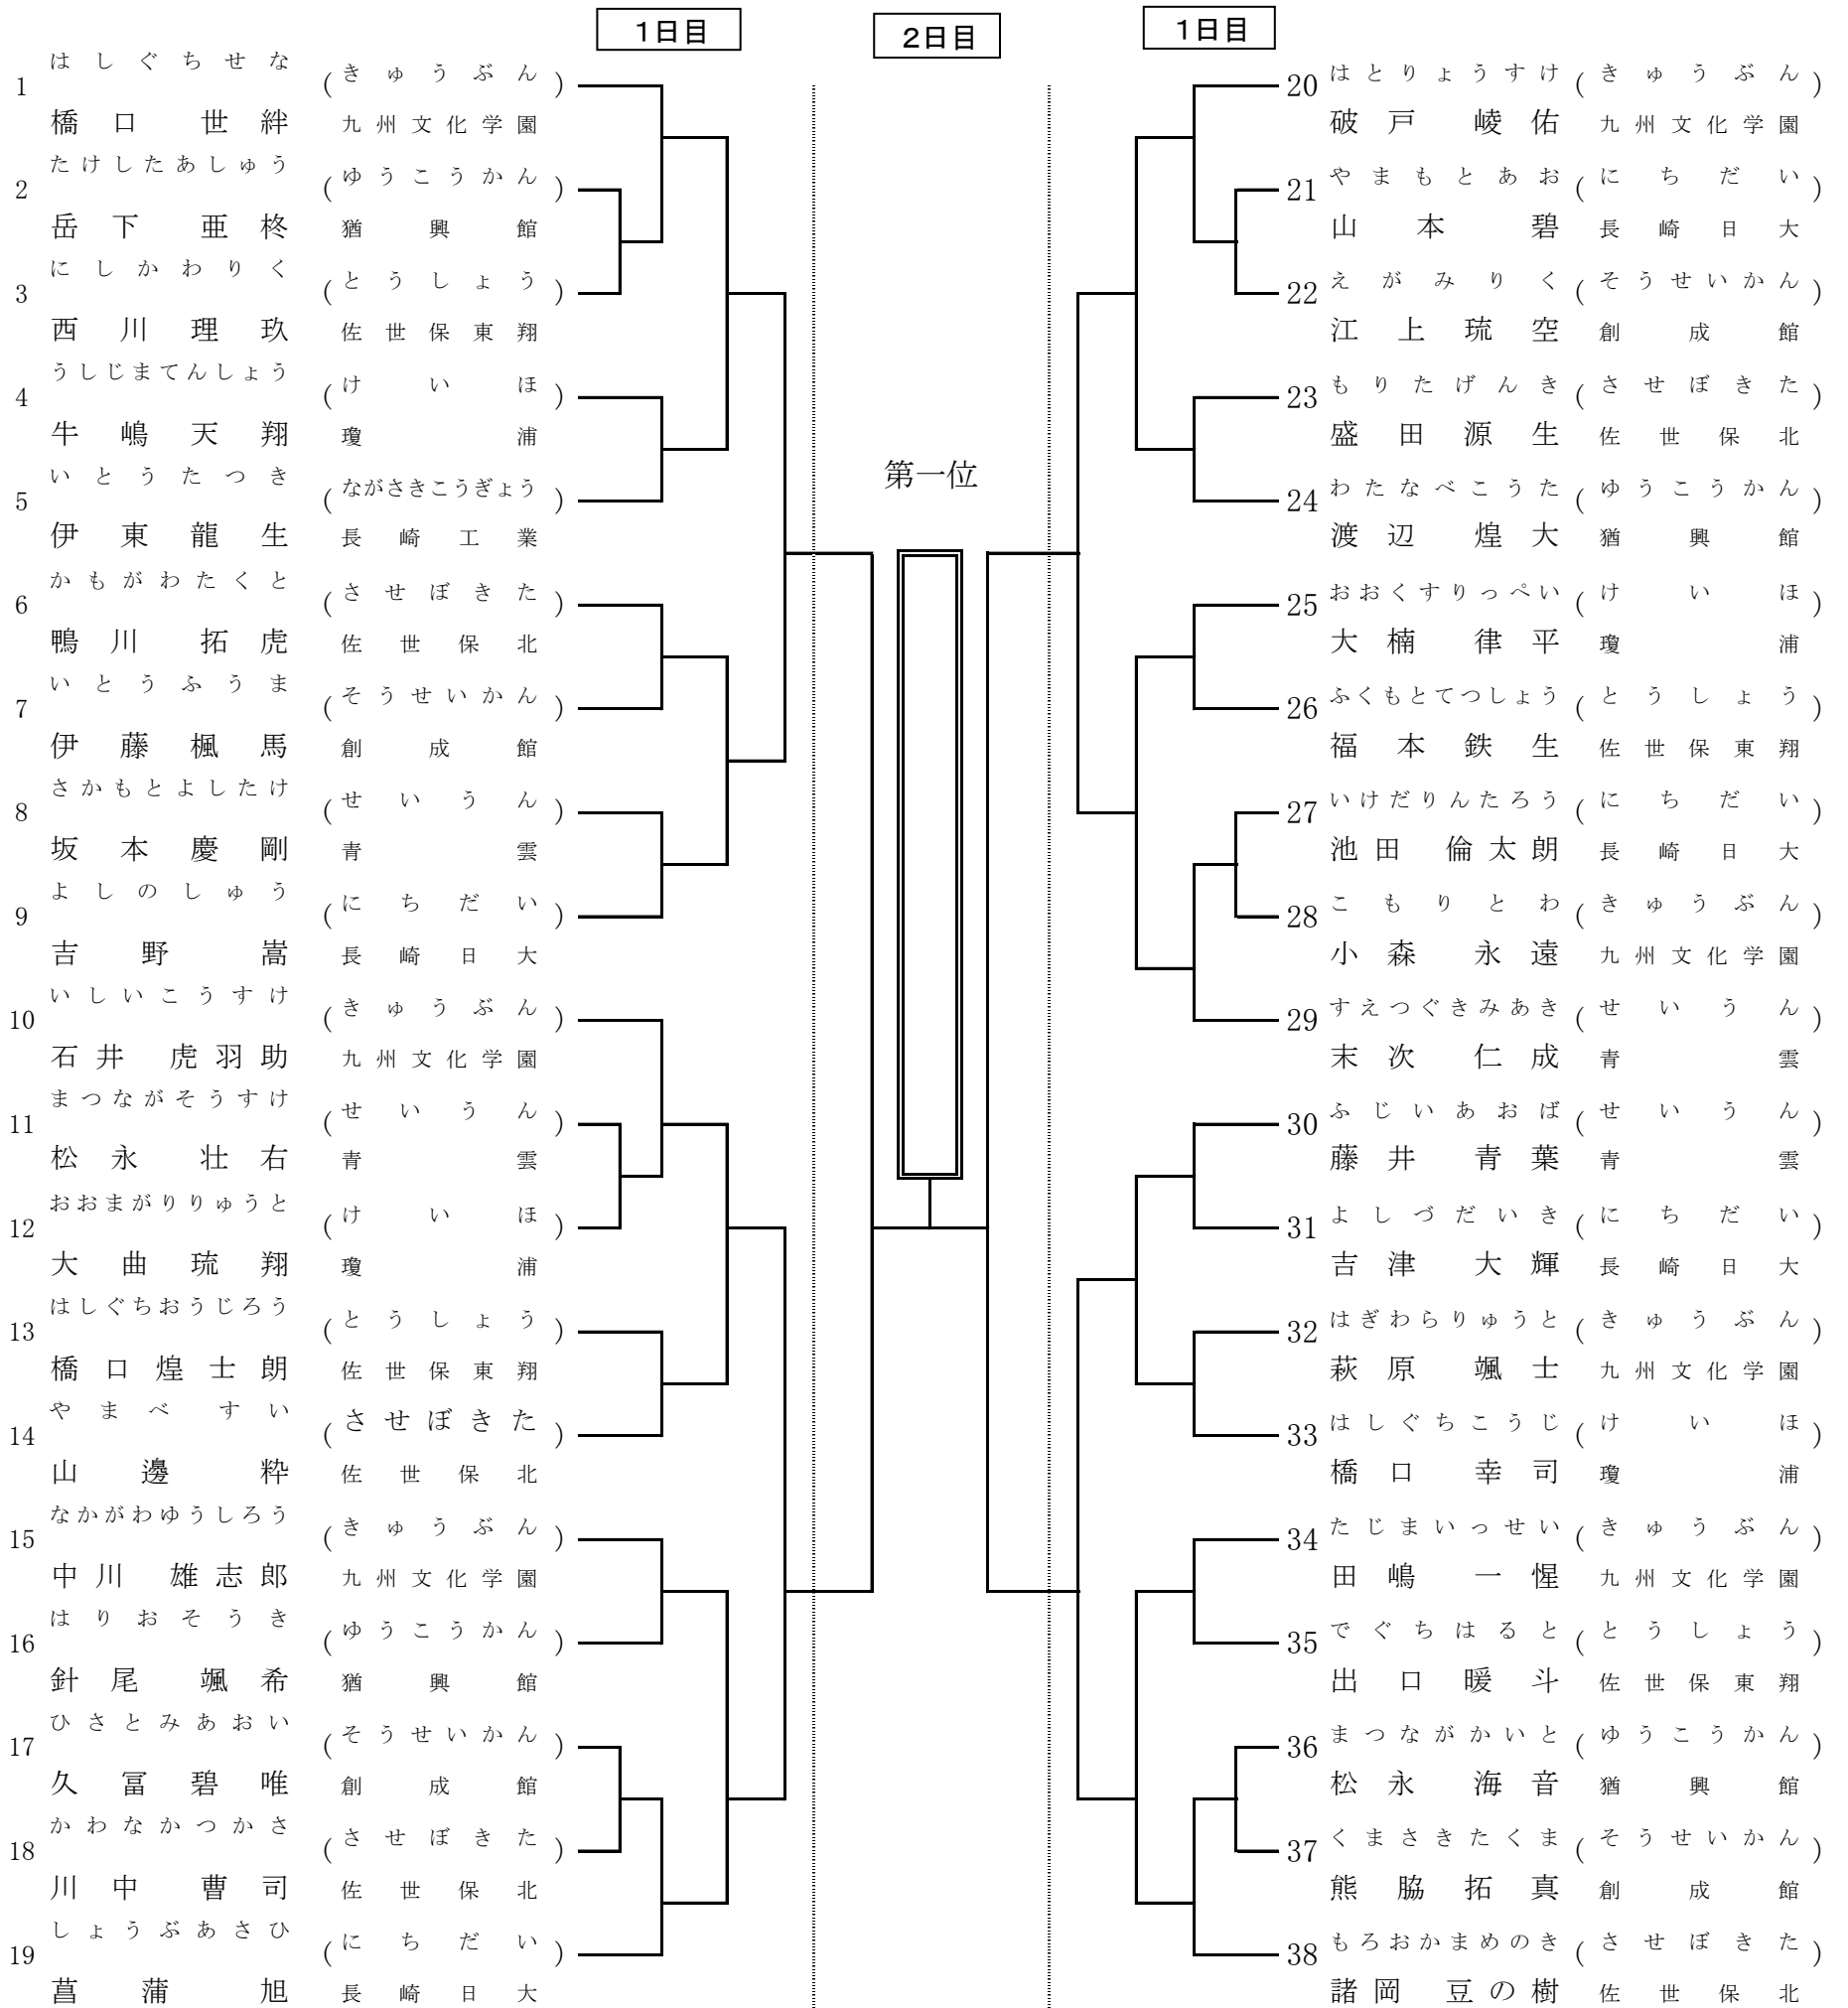 1日目
2日目
1日目
はしぐちせな (きゅうぶん)
1
橋口 世絆 九州文化学園
たけしたあしゅう (ゆうこうかん)
2
岳下 亜柊 猶興館
にしかわりく (とうしょう)
3
西川理玖 佐世保東翔
うしじまてんしょう (けいほ)
4
牛嶋天翔 瓊浦
いとうたつき (ながさきこうぎょう)
5
伊東龍生 長崎工業
かもがわたくと (させぼきた)
6
鴨川 拓虎 佐世保北
いとうふうま (そうせいかん)
7
伊藤楓馬 創成館
さかもとよしたけ (せいうん)
8
坂本慶剛 青雲
よしのしゅう (にちだい)
9
吉野嵩 長崎日大
いしいこうすけ (きゅうぶん)
10
石井 虎羽助 九州文化学園
まつながそうすけ (せいうん)
11
松永 壮右 青雲
おおまがりりゅうと (けいほ)
12
大曲琉翔 瓊浦
はしぐちおうじろう (とうしょう)
13
橋口煌士朗 佐世保東翔
やまべ すい (させぼきた)
14
山邊粋 佐世保北
なかがわゆうしろう (きゅうぶん)
15
中川 雄志郎 九州文化学園
はりおそうき (ゆうこうかん)
16
針尾 颯希 猶興館
ひさとみあおい (そうせいかん)
17
久冨碧唯 創成館
かわなかつかさ (させぼきた)
18
川中 曹司 佐世保北
しょうぶあさひ (にちだい)
19
菖蒲旭 長崎日大
第一位
20 はとりょうすけ (きゅうぶん)
破戸 崚佑 九州文化学園
21 やまもとあお (にちだい)
山本碧 長崎日大
22 えがみりく (そうせいかん)
江上琉空 創成館
23 もりたげんき (させぼきた)
盛田源生 佐世保北
24 わたなべこうた (ゆうこうかん)
渡辺 煌大 猶興館
25 おおくすりっぺい (けいほ)
大楠 律平 瓊浦
26 ふくもとてつしょう (とうしょう)
福本鉄生 佐世保東翔
27 いけだりんたろう (にちだい)
池田 倫太朗 長崎日大
28 こもりとわ (きゅうぶん)
小森 永遠 九州文化学園
29 すえつぐきみあき (せいうん)
末次 仁成 青雲
30 ふじいあおば (せいうん)
藤井 青葉 青雲
31 よしづだいき (にちだい)
吉津 大輝 長崎日大
32 はぎわらりゅうと (きゅうぶん)
萩原 颯士 九州文化学園
33 はしぐちこうじ (けいほ)
橋口 幸司 瓊浦
34 たじまいっせい (きゅうぶん)
田嶋 一惺 九州文化学園
35 でぐちはると (とうしょう)
出口暖斗 佐世保東翔
36 まつながかいと (ゆうこうかん)
松永 海音 猶興館
37 くまさきたくま (そうせいかん)
熊脇拓真 創成館
38 もろおかまめのき (させぼきた)
諸岡 豆の樹 佐世保北